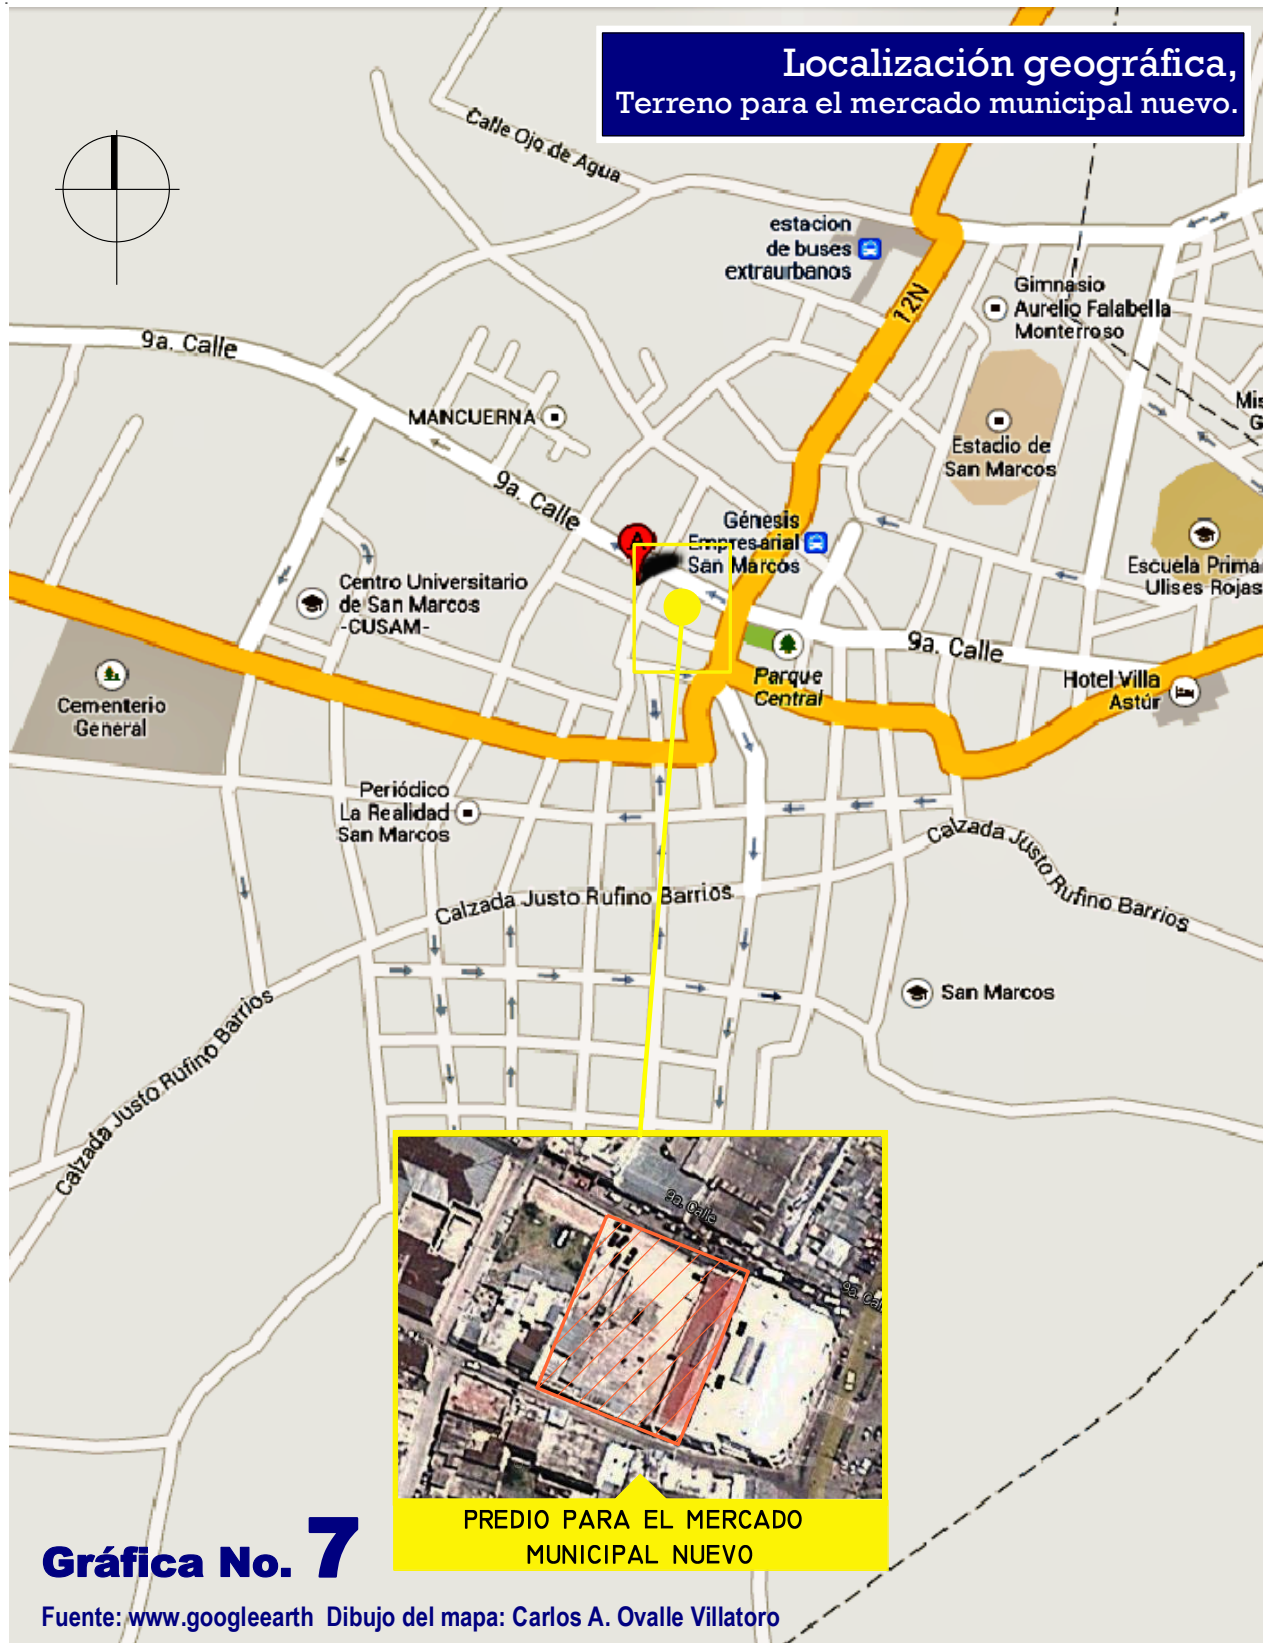 Localización geográfica,
Terreno para el mercado municipal nuevo.
Calle Ojo de Agua
estacion
de buses
extraurbanos
12N
Gimnasio
Aurelio Falabella
Monterroso
9a. Calle
MANCUERNA
Estadio de
San Marcos
9a. Calle
A
Génesis
Empresarial
San Marcos
Escuela Prima
Ulises Rojas
Centro Universitario
de San Marcos
-CUSAM-
9a. Calle
Parque
Central
Hotel Villa
Astúr
Cementerio
General
Periódico
La Realidad
San Marcos
Calzada Justo Rufino Barrios
Calzada Justo Rufino Barrios
San Marcos
Calzada Justo Rufino Barrios
9a. Calle
9a. Cal
PREDIO PARA EL MERCADO
MUNICIPAL NUEVO
Gráfica No. 7
Fuente: www.googleearth Dibujo del mapa: Carlos A. Ovalle Villatoro